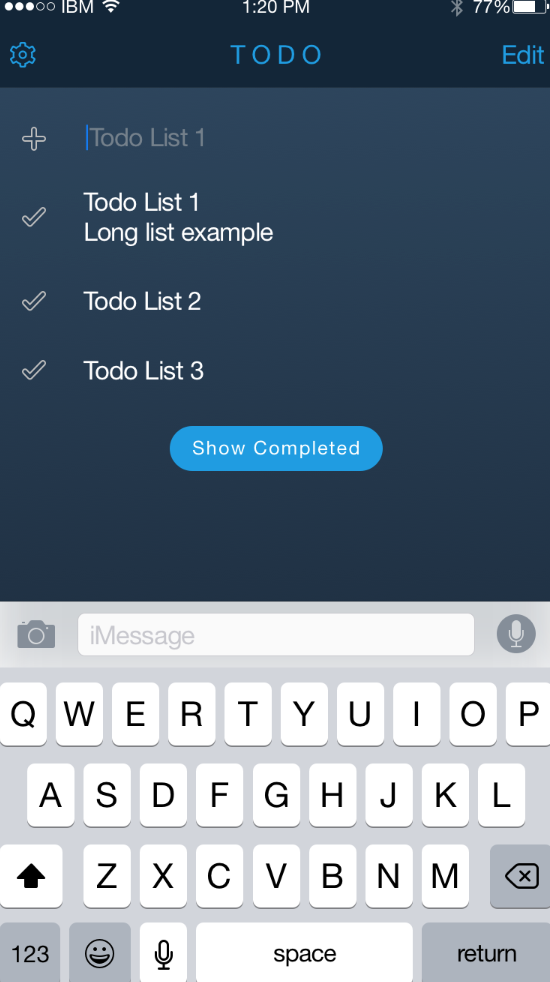 IBM 1:20 PM 77%
TODO Edit
Todo List 1
Todo List 1
Long list example
Todo List 2
Todo List 3
Show Completed
iMessage
Q W E R T Y U I O P
A S D F G H J K L
Z X C V B N M
123 space return